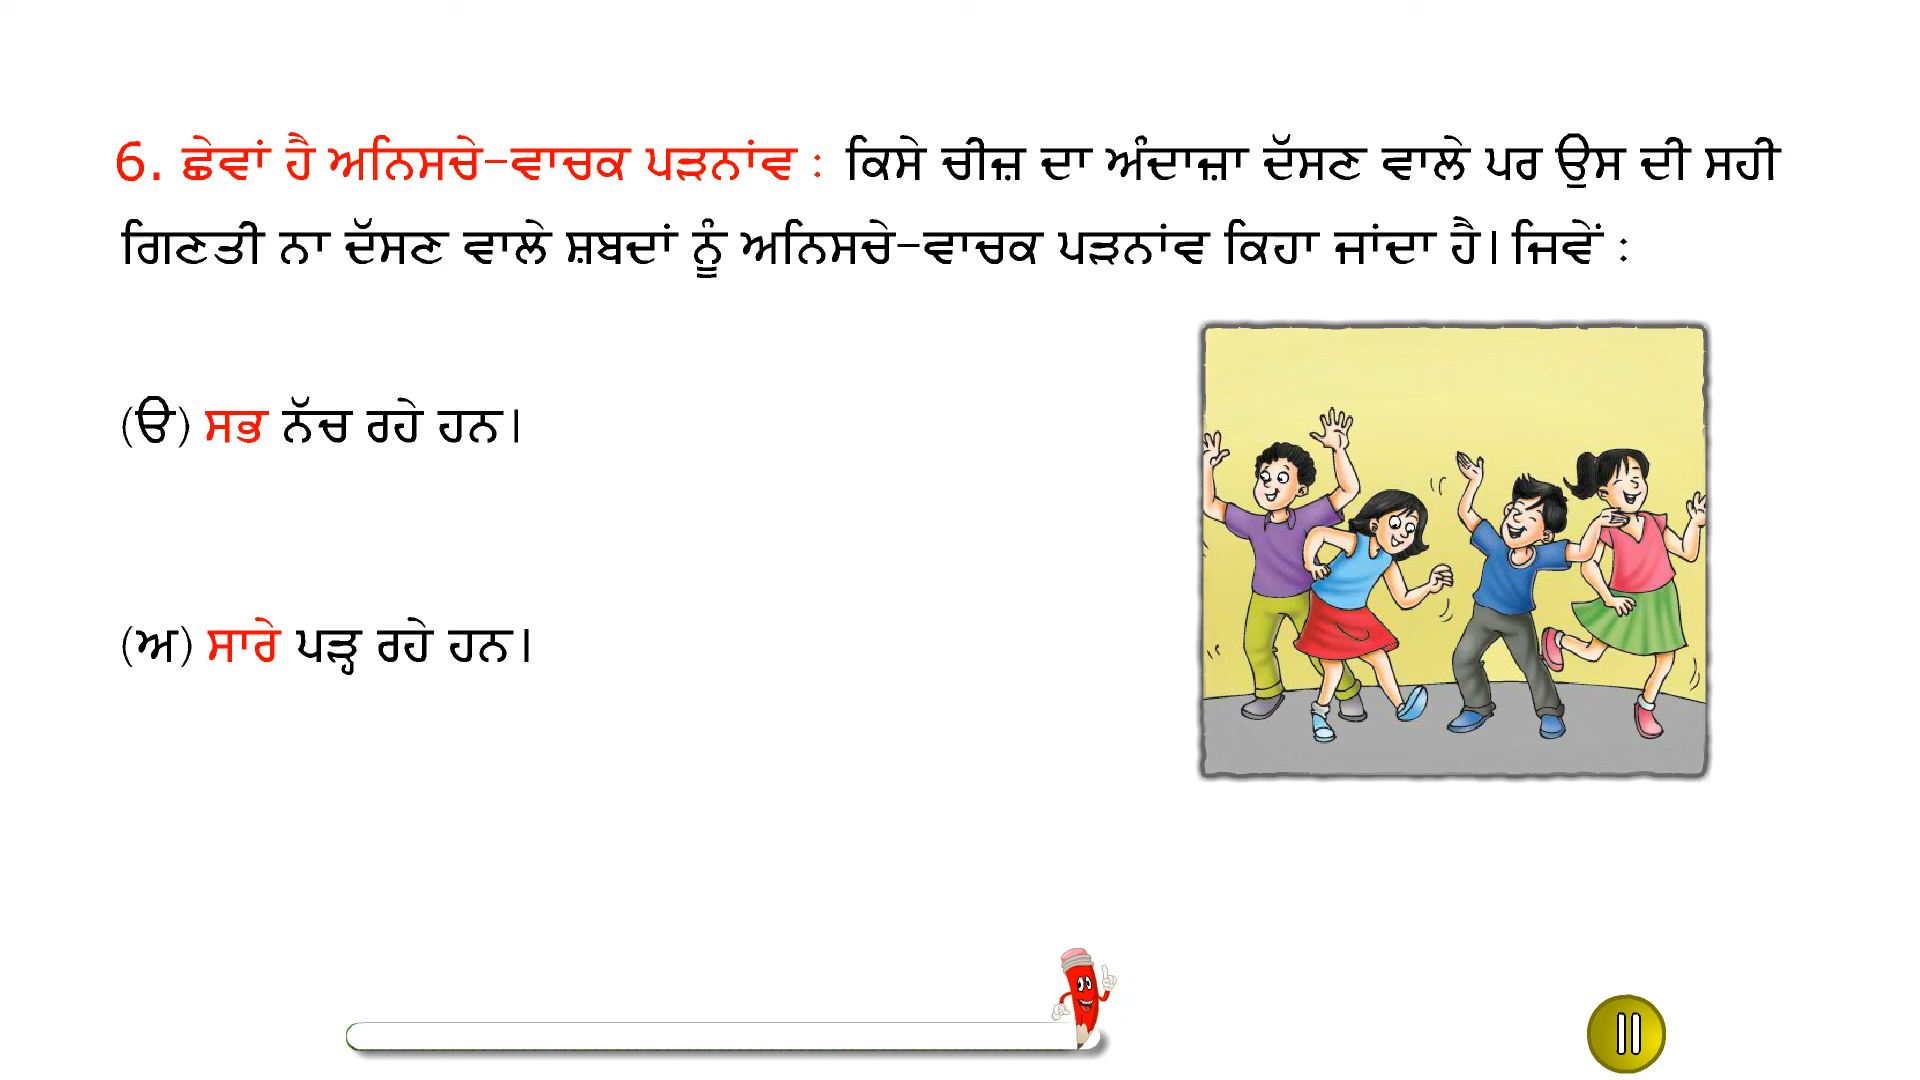 6. ਛੇਵਾਂ ਹੈ ਅਨਿਸਚੇ-ਵਾਚਕ ਪੜਨਾਂਵ : ਕਿਸੇ ਚੀਜ਼ ਦਾ ਅੰਦਾਜ਼ਾ ਦੱਸਣ ਵਾਲੇ ਪਰ ਉਸ ਦੀ ਸਹੀ
ਗਿਣਤੀ ਨਾ ਦੱਸਣ ਵਾਲੇ ਸ਼ਬਦਾਂ ਨੂੰ ਅਨਿਸਚੇ-ਵਾਚਕ ਪੜਨਾਂਵ ਕਿਹਾ ਜਾਂਦਾ ਹੈ। ਜਿਵੇਂ :
(ੳ) ਸਭ ਨੱਚ ਰਹੇ ਹਨ।
(ਅ) ਸਾਰੇ ਪੜ੍ਹ ਰਹੇ ਹਨ।